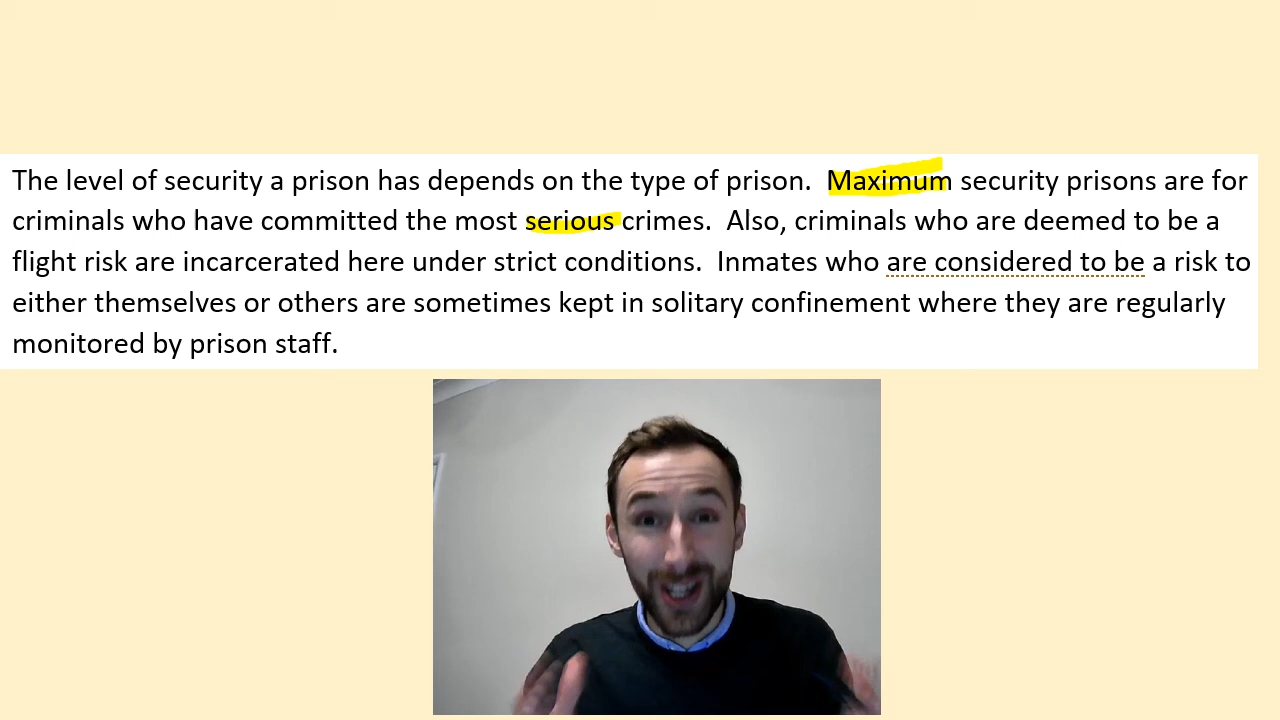 The level of security a prison has depends on the type of prison.  Maximum security prisons are for
criminals who have committed the most serious crimes.  Also, criminals who are deemed to be a
flight risk are incarcerated here under strict conditions.  Inmates who are considered to be a risk to
either themselves or others are sometimes kept in solitary confinement where they are regularly
monitored by prison staff.